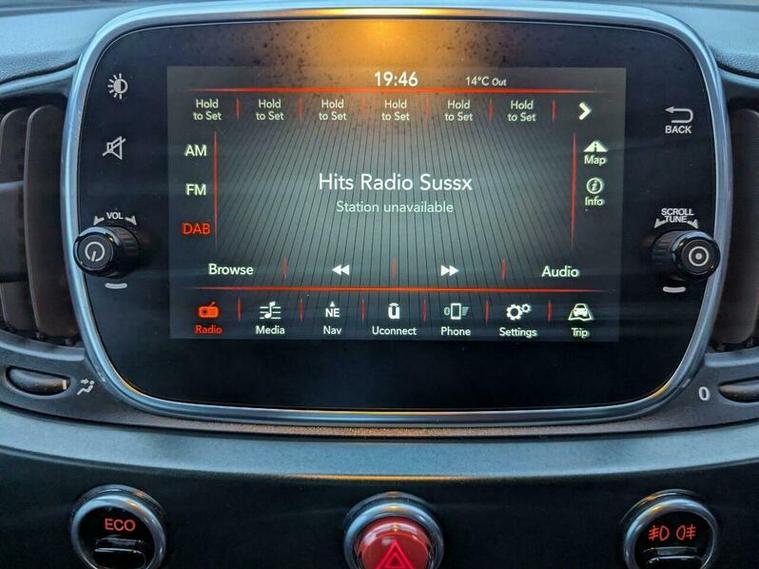 19:46 14°C Out
Hold to Set Hold to Set Hold to Set Hold to Set Hold to Set Hold to Set
BACK
AM
Map
FM
Info
Hits Radio Sussx
Station unavailable
DAB
VOL
SCROLL
TUNE
Browse
Audio
NE
Radio Media Nav Uconnect Phone Settings Trip
0
ECO